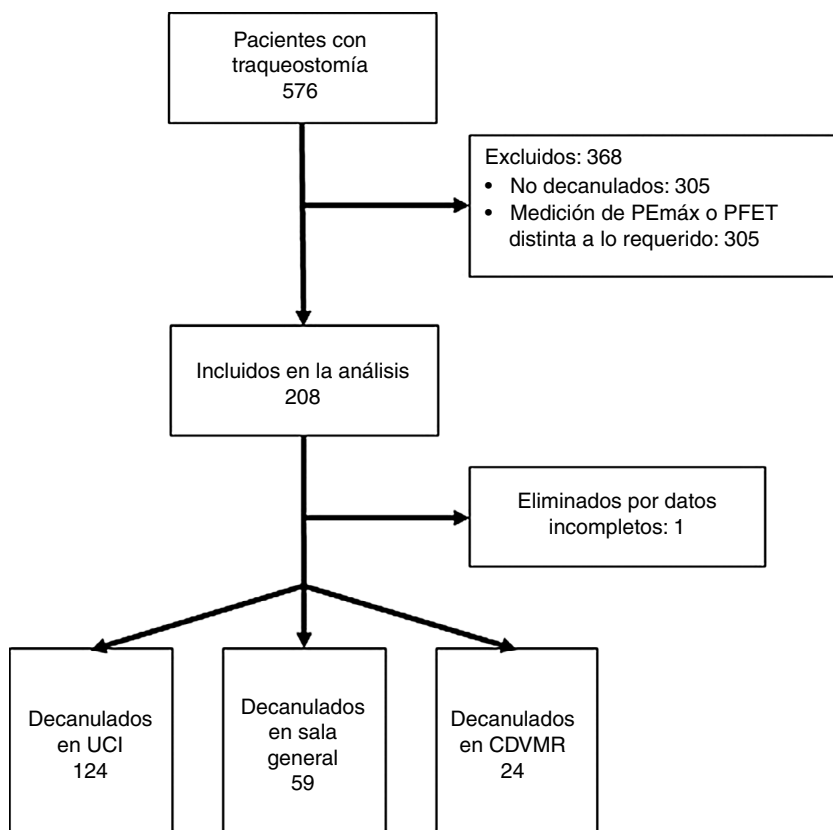 Pacientes con
traqueostomía
576
Excluidos: 368
• No decanulados: 305
• Medición de PEmáx o PFET
distinta a lo requerido: 305
Incluidos en la análisis
208
Eliminados por datos
incompletos: 1
Decanulados
en UCI
124
Decanulados
en sala
general
59
Decanulados
en CDVMR
24